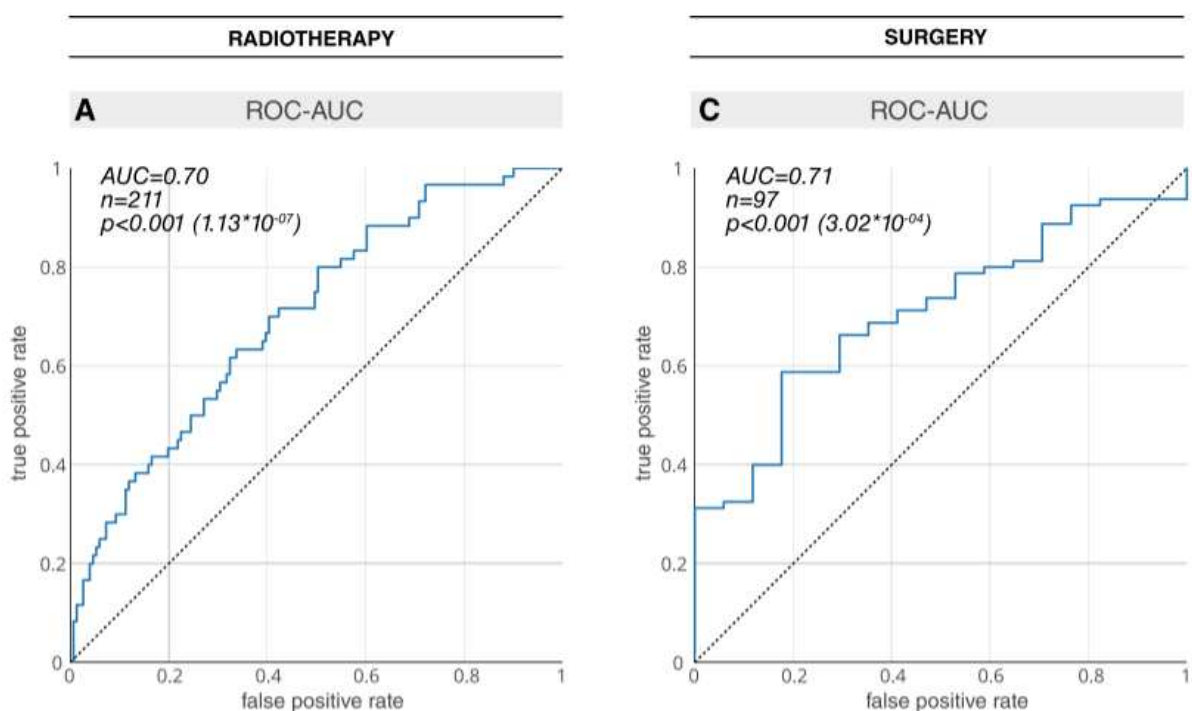 RADIOTHERAPY
A ROC-AUC
AUC=0.70
n=211
p<0.001 (1.13*10-07)
1
0.8
0.6
0.4
0.2
0
true positive rate
0 0.2 0.4 0.6 0.8 1
false positive rate
SURGERY
C ROC-AUC
AUC=0.71
n=97
p<0.001 (3.02*10-04)
1
0.8
0.6
0.4
0.2
0
true positive rate
0 0.2 0.4 0.6 0.8 1
false positive rate